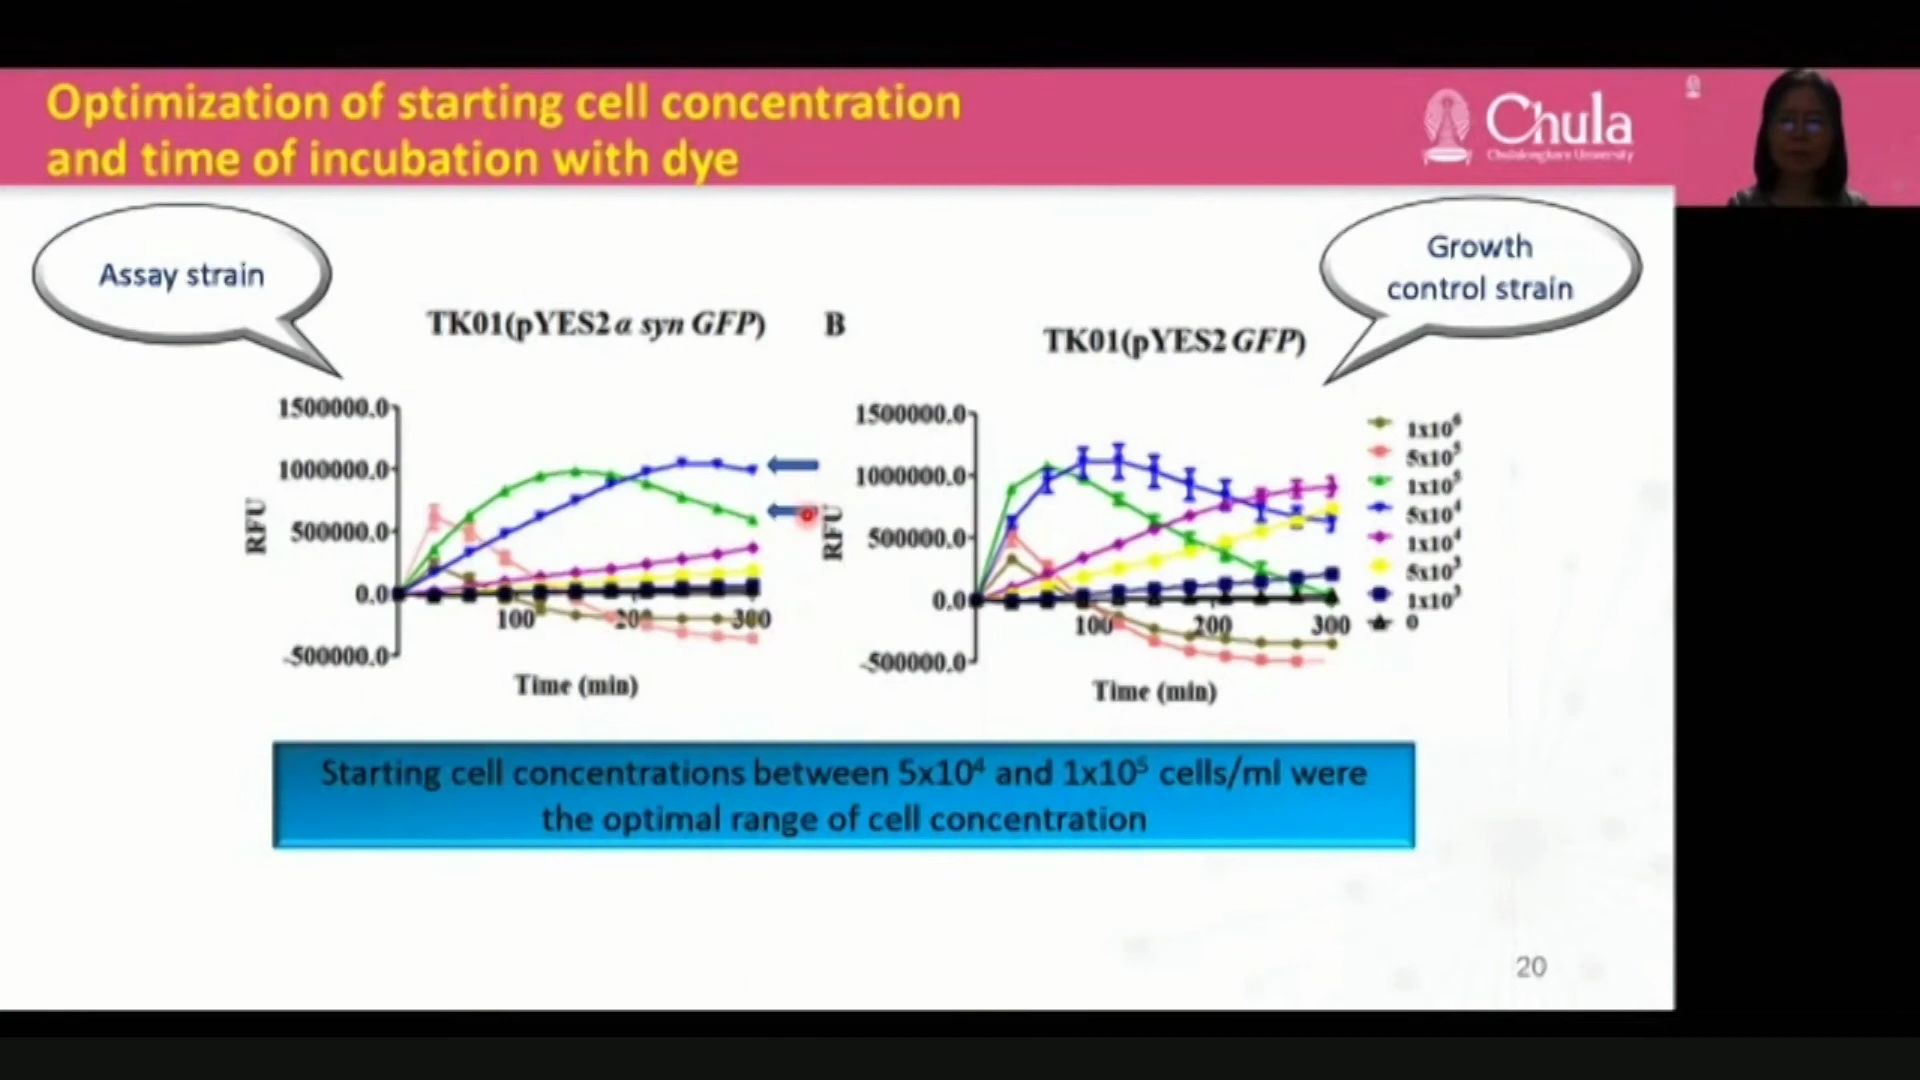 Optimization of starting cell concentration
and time of incubation with dye
Chula
Chulalongkorn University
Assay strain
Growth
control strain
TK01(pYES2 α syn GFP)
B
TK01(pYES2 GFP)
1500000.0
1000000.0
500000.0
0.0
-500000.0
RFU
100
200
300
Time (min)
1500000.0
1000000.0
500000.0
0.0
-500000.0
RFU
100
200
300
Time (min)
1x10⁶
5x10⁵
1x10⁵
5x10⁴
1x10⁴
5x10³
1x10³
0
Starting cell concentrations between 5x10⁴ and 1x10⁵ cells/ml were
the optimal range of cell concentration
20